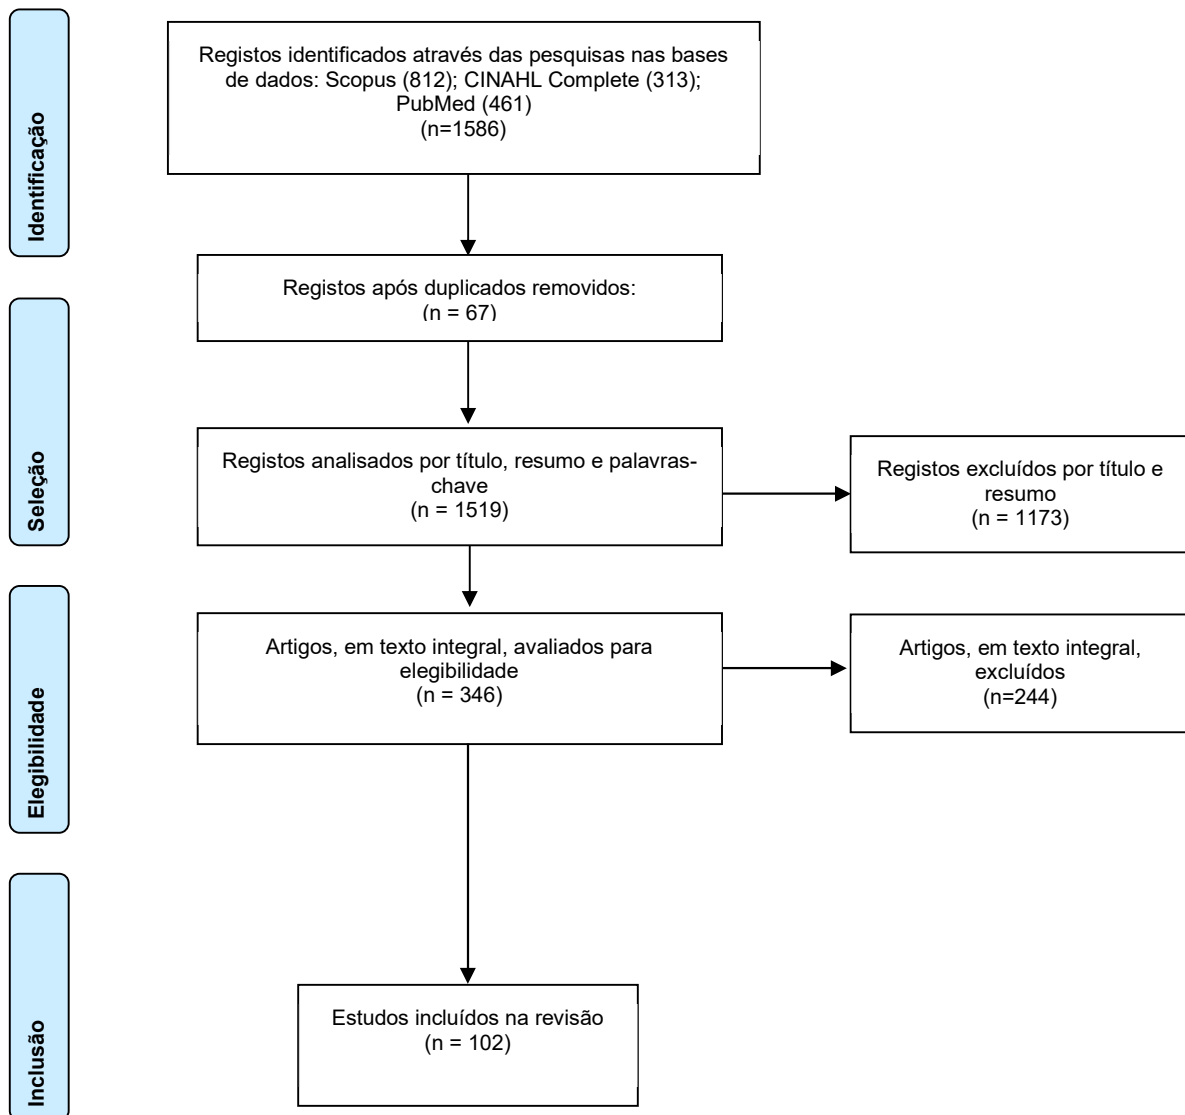 Identificação
Registos identificados através das pesquisas nas bases
de dados: Scopus (812); CINAHL Complete (313);
PubMed (461)
(n=1586)
Registos após duplicados removidos:
(n = 67)
Seleção
Registos analisados por título, resumo e palavras-
chave
(n = 1519)
Registos excluídos por título e
resumo
(n = 1173)
Elegibilidade
Artigos, em texto integral, avaliados para
elegibilidade
(n = 346)
Artigos, em texto integral,
excluídos
(n=244)
Inclusão
Estudos incluídos na revisão
(n = 102)